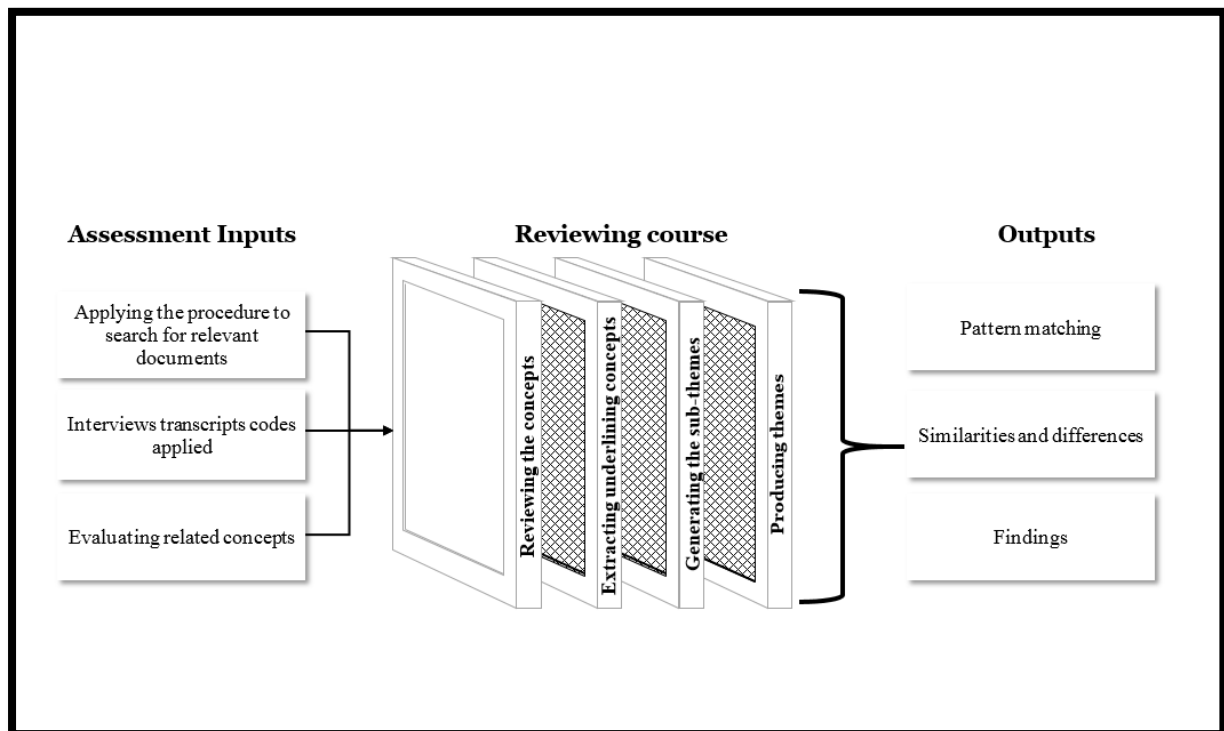 Assessment Inputs
Reviewing course
Outputs
Applying the procedure to
search for relevant
documents
Interviews transcripts codes
applied
Evaluating related concepts
Reviewing the concepts
Extracting underlining concepts
Generating the sub-themes
Producing themes
Pattern matching
Similarities and differences
Findings